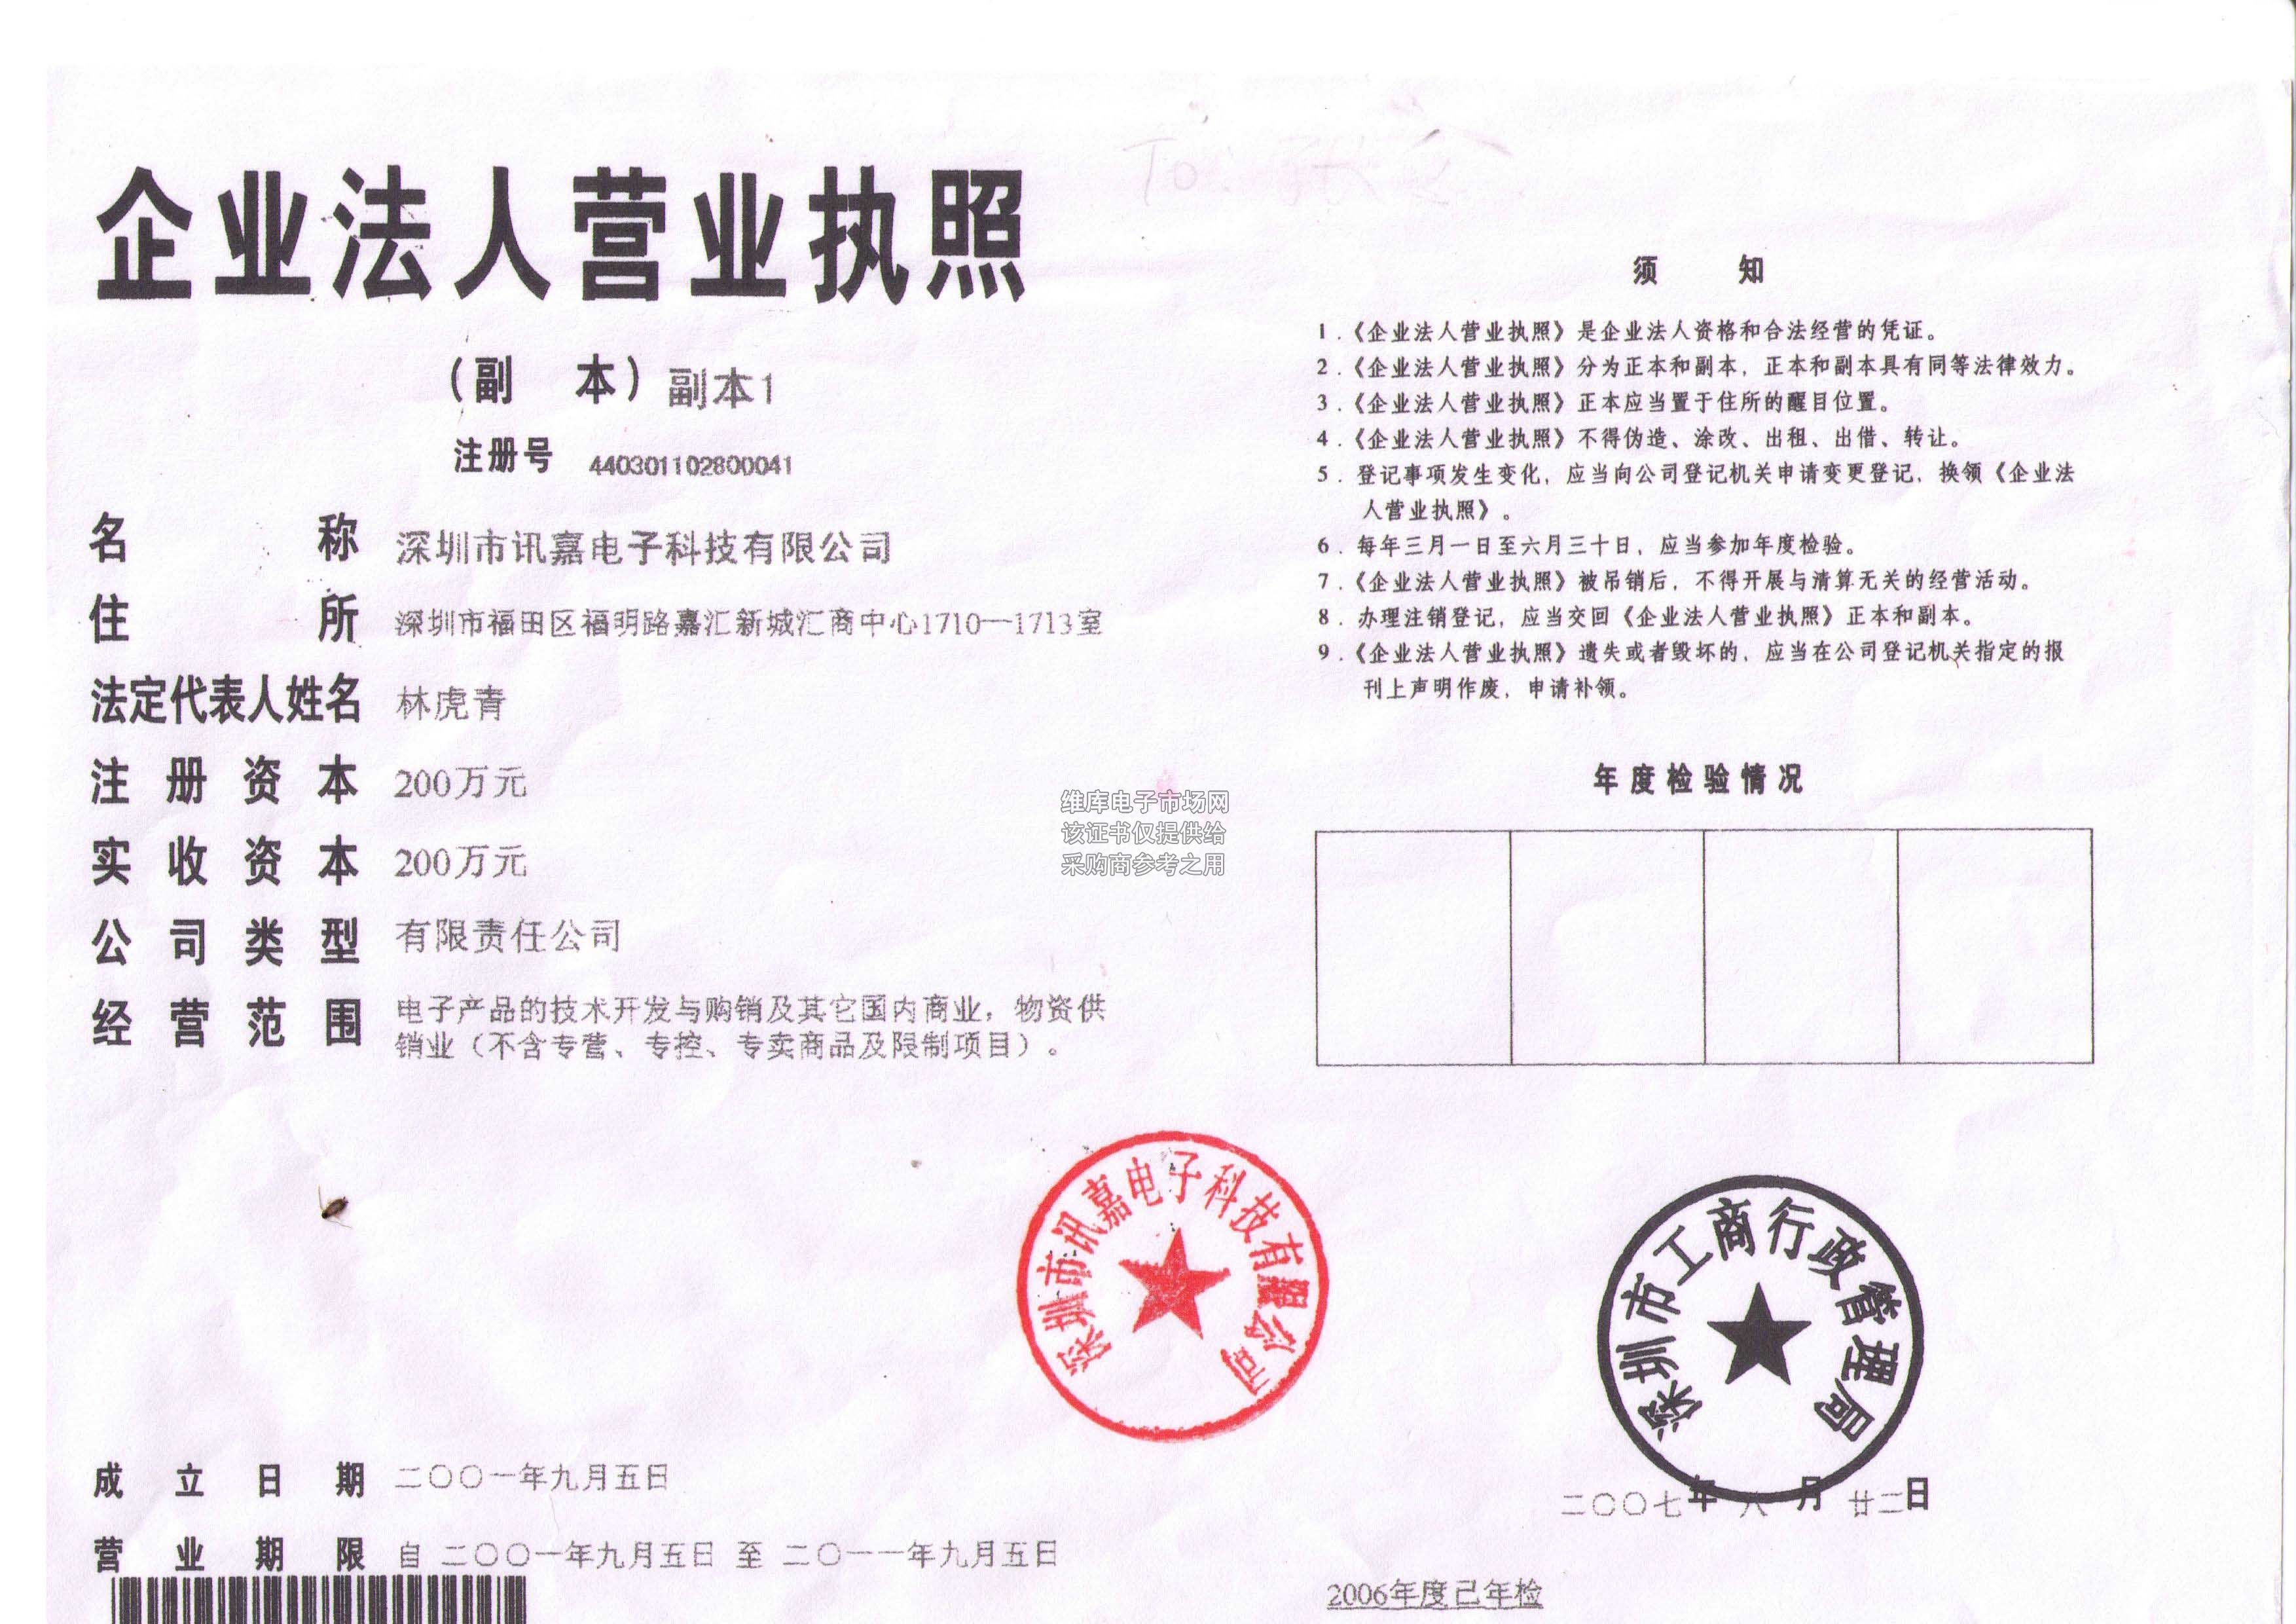 企业法人营业执照
（副 本）副本1
注册号 440301102800041
名称 深圳市讯嘉电子科技有限公司
住所 深圳市福田区福明路嘉汇新城汇商中心1710—1713室
法定代表人姓名 林虎青
注册资本 200万元
实收资本 200万元
公司类型 有限责任公司
经营范围 电子产品的技术开发与购销及其它国内商业，物资供
销业（不含专营、专控、专卖商品及限制项目）。
成立日期 二〇〇一年九月五日
营业期限 自 二〇〇一年九月五日 至 二〇一一年九月五日
维库电子市场网
该证书仅提供给
采购商参考之用
深圳市讯嘉电子科技有限公司
须 知
1．《企业法人营业执照》是企业法人资格和合法经营的凭证。
2．《企业法人营业执照》分为正本和副本，正本和副本具有同等法律效力。
3．《企业法人营业执照》正本应当置于住所的醒目位置。
4．《企业法人营业执照》不得伪造、涂改、出租、出借、转让。
5．登记事项发生变化，应当向公司登记机关申请变更登记，换领《企业法
人营业执照》。
6．每年三月一日至六月三十日，应当参加年度检验。
7．《企业法人营业执照》被吊销后，不得开展与清算无关的经营活动。
8．办理注销登记，应当交回《企业法人营业执照》正本和副本。
9．《企业法人营业执照》遗失或者毁坏的，应当在公司登记机关指定的报
刊上声明作废，申请补领。
年度检验情况
深圳市工商行政管理局
二〇〇七年八月廿二日
2006年度己年检